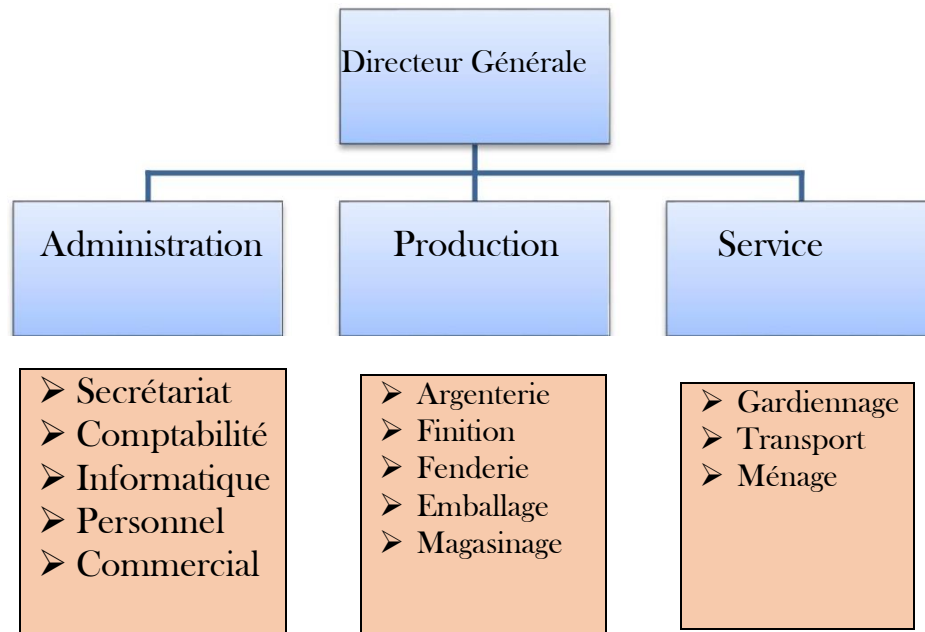 Directeur Générale
Administration
Production
Service
➢ Secrétariat
➢ Comptabilité
➢ Informatique
➢ Personnel
➢ Commercial
➢ Argenterie
➢ Finition
➢ Fenderie
➢ Emballage
➢ Magasinage
➢ Gardiennage
➢ Transport
➢ Ménage